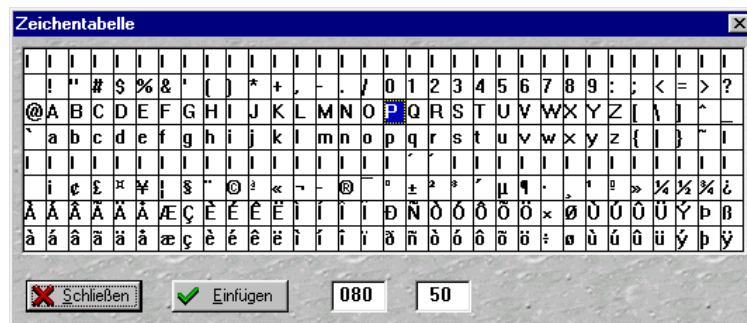 Zeichentabelle
| | | | | | | | | | | | | | | | | | | | | | | | | | | | | | | |
! " # $ % & ' ( ) * + , - . / 0 1 2 3 4 5 6 7 8 9 : ; < = > ?
@ A B C D E F G H I J K L M N O P Q R S T U V W X Y Z [ \ ] ^ _
` a b c d e f g h i j k l m n o p q r s t u v w x y z { | } ~ |
| | | | | | | | | | | | | | | | | ‘ ’ | | | | | | | | | | | | |
¡ ¢ £ ¤ ¥ ¦ § ¨ © ª « ¬ - ® ¯ ° ± ² ³ ´ µ ¶ · ¸ ¹ º » ¼ ½ ¾ ¿
À Á Â Ã Ä Å Æ Ç È É Ê Ë Ì Í Î Ï Ð Ñ Ò Ó Ô Õ Ö × Ø Ù Ú Û Ü Ý Þ ß
à á â ã ä å æ ç è é ê ë ì í î ï ð ñ ò ó ô õ ö ÷ ø ù ú û ü ý þ ÿ
Schließen Einfügen 080 50